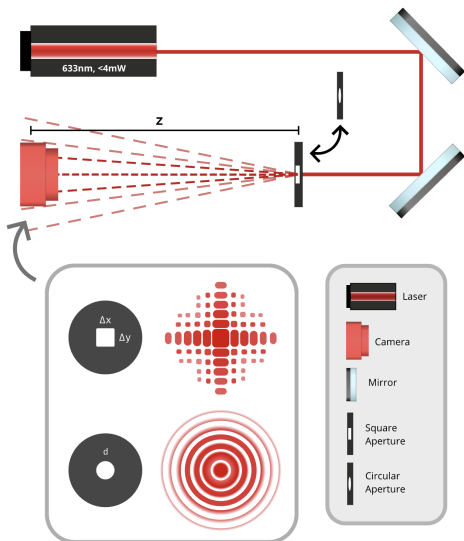 633nm, <4mW
z
Δx
Δy
d
Laser
Camera
Mirror
Square
Aperture
Circular
Aperture